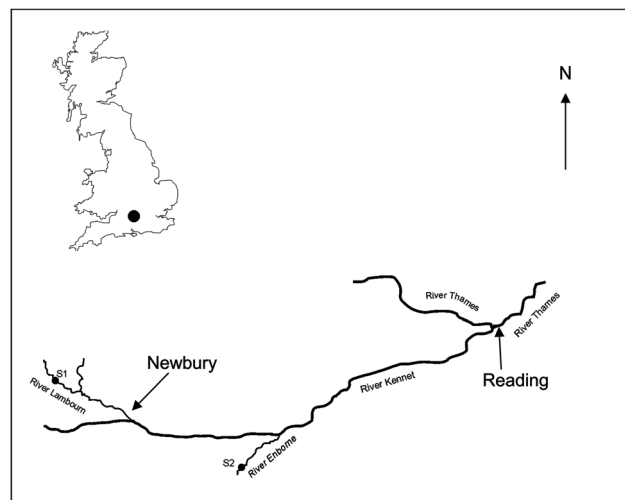 N
River Thames
River Thames
Newbury
S1
River Lambourn
Reading
River Kennet
S2
River Enborne